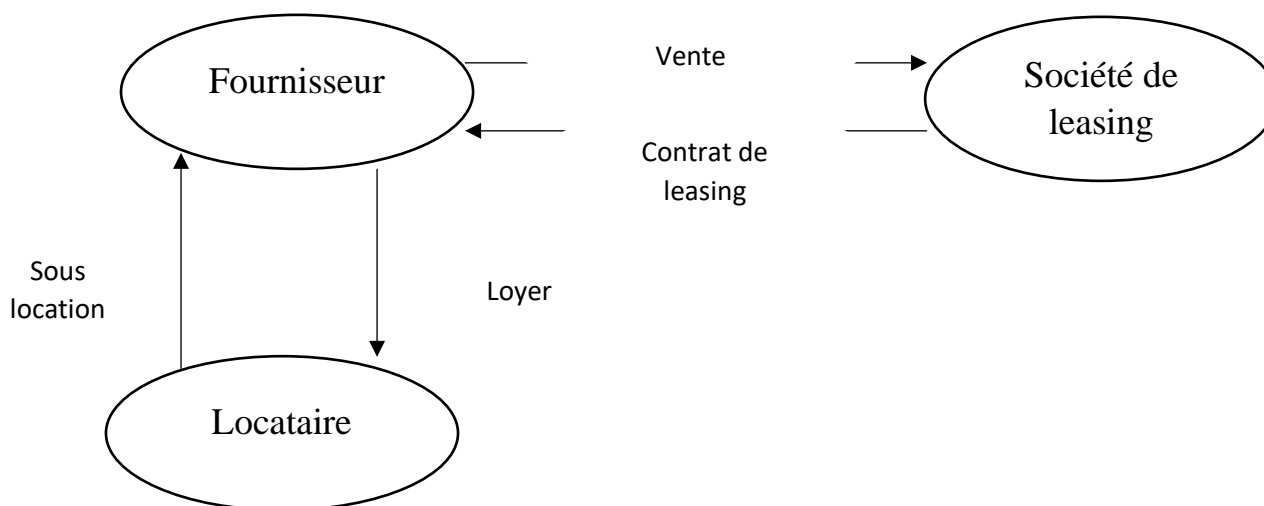 Fournisseur
Vente
Société de
leasing
Contrat de
leasing
Sous
location
Loyer
Locataire